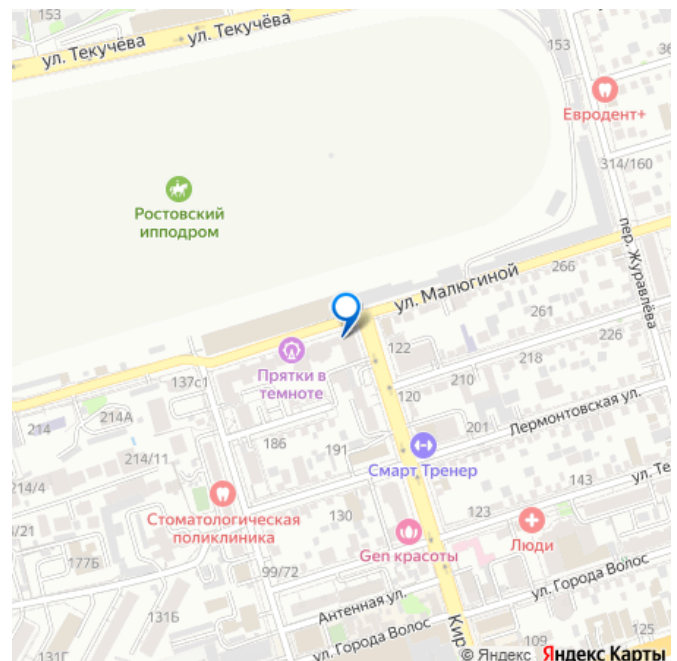 153
ул. Текучёва
ул. Текучёва
153
36
Евродент+
314/160
Ростовский
ипподром
пер. Журавлёва
ул. Малюгиной
266
261
226
122
218
Прятки в
темноте
137с1
210
120
214А
214
Лермонтовская ул.
201
186
191
214/11
Смарт Тренер
143
214/4
ул. Те
Стоматологическая
поликлиника
130
123
/21
Люди
Gen красоты
177Б
99/72
ул. Города Волос
Антенная ул.
131Б
Кир
109
125
ул. Города Волос
131Г
© Яндекс Яндекс Карты